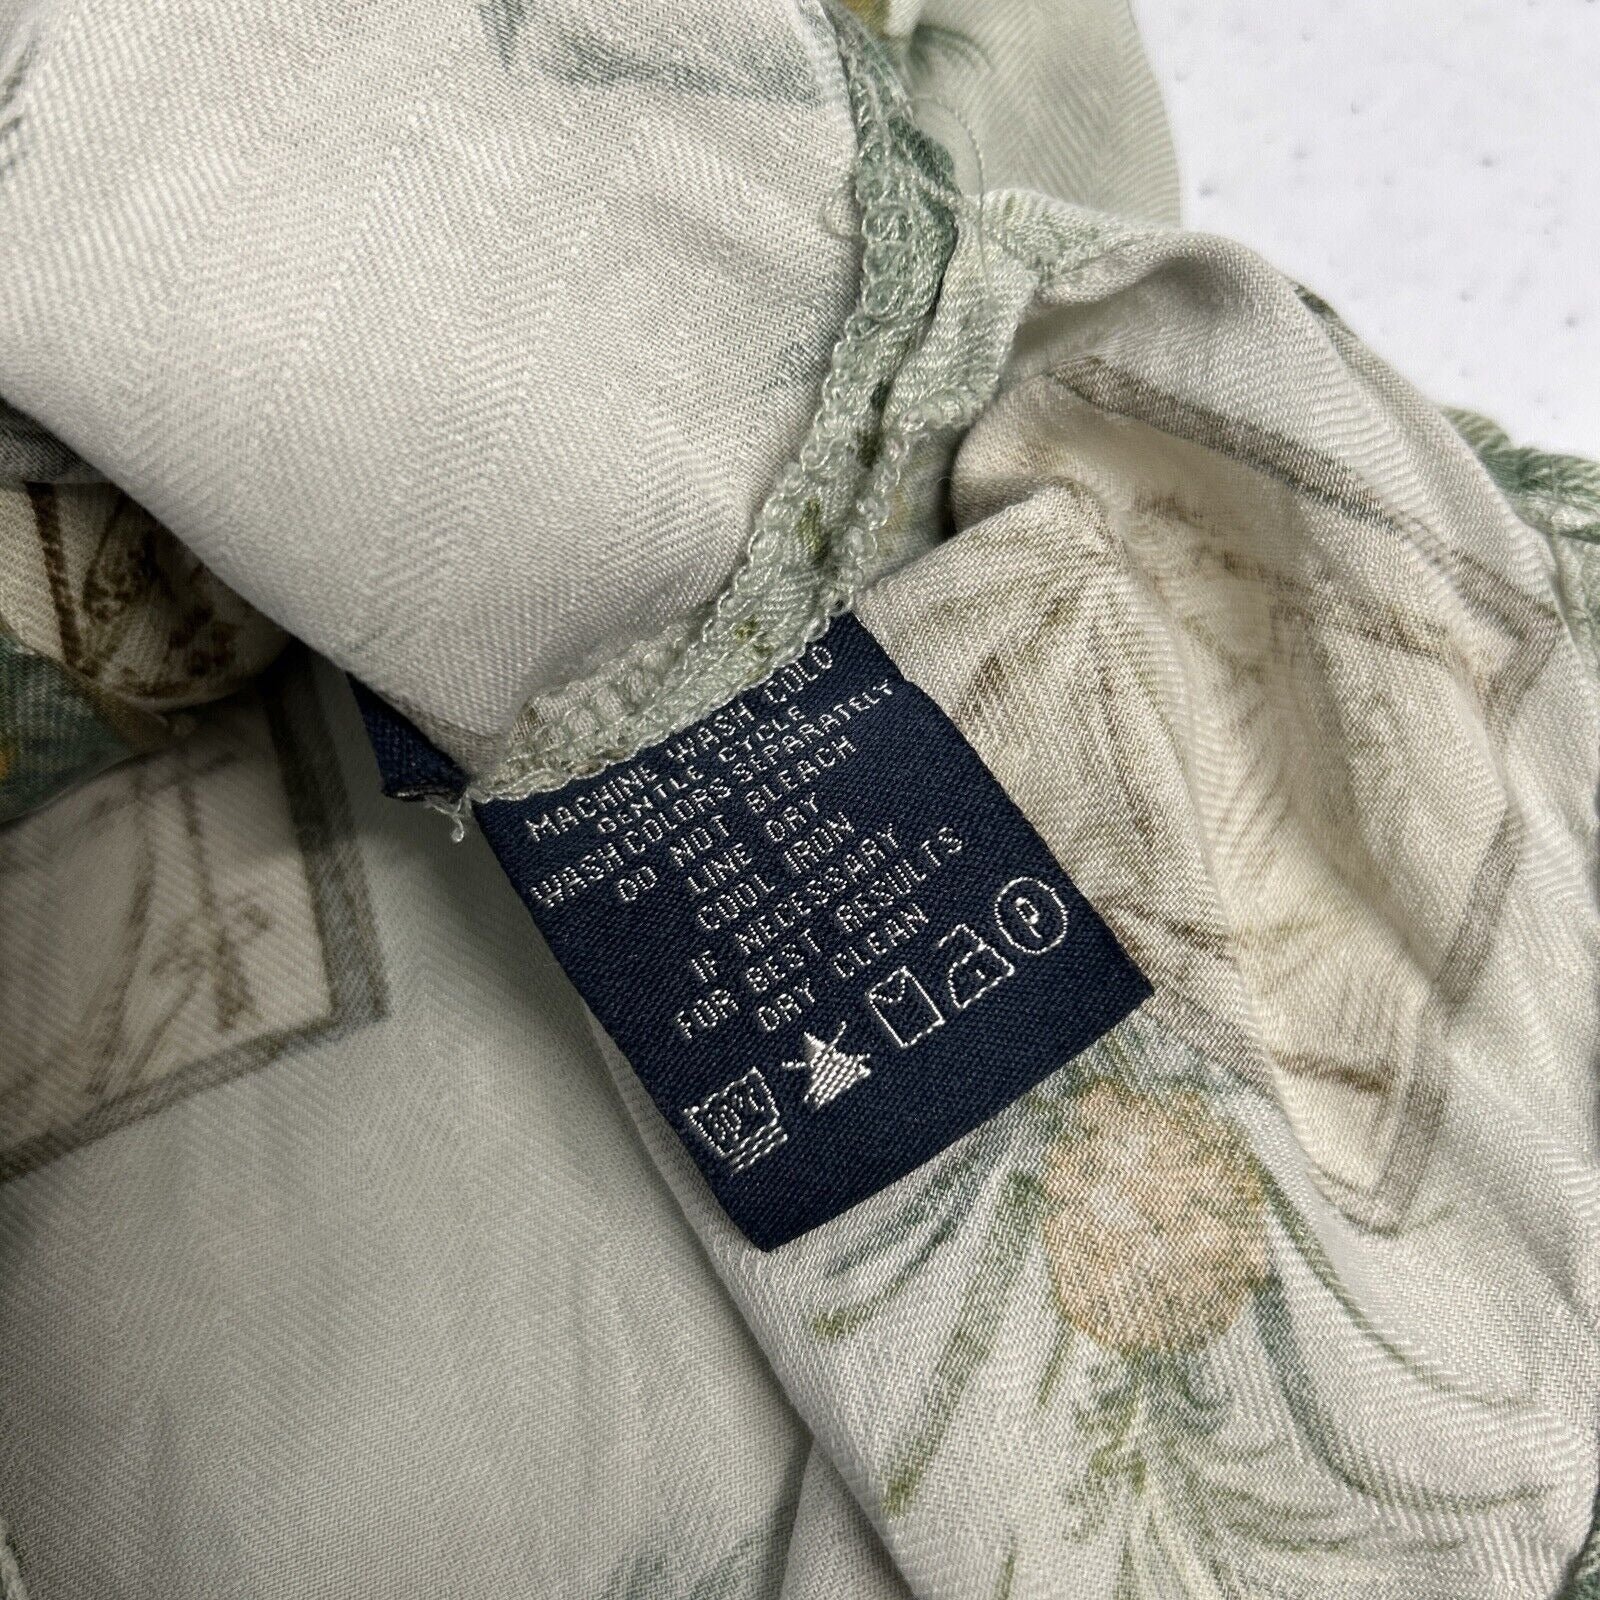 MACHINE WASH COLD
GENTLE CYCLE
WASH COLORS SEPARATELY
DO NOT BLEACH
LINE DRY
COOL IRON
IF NECESSARY
FOR BEST RESULTS
DRY CLEAN
P